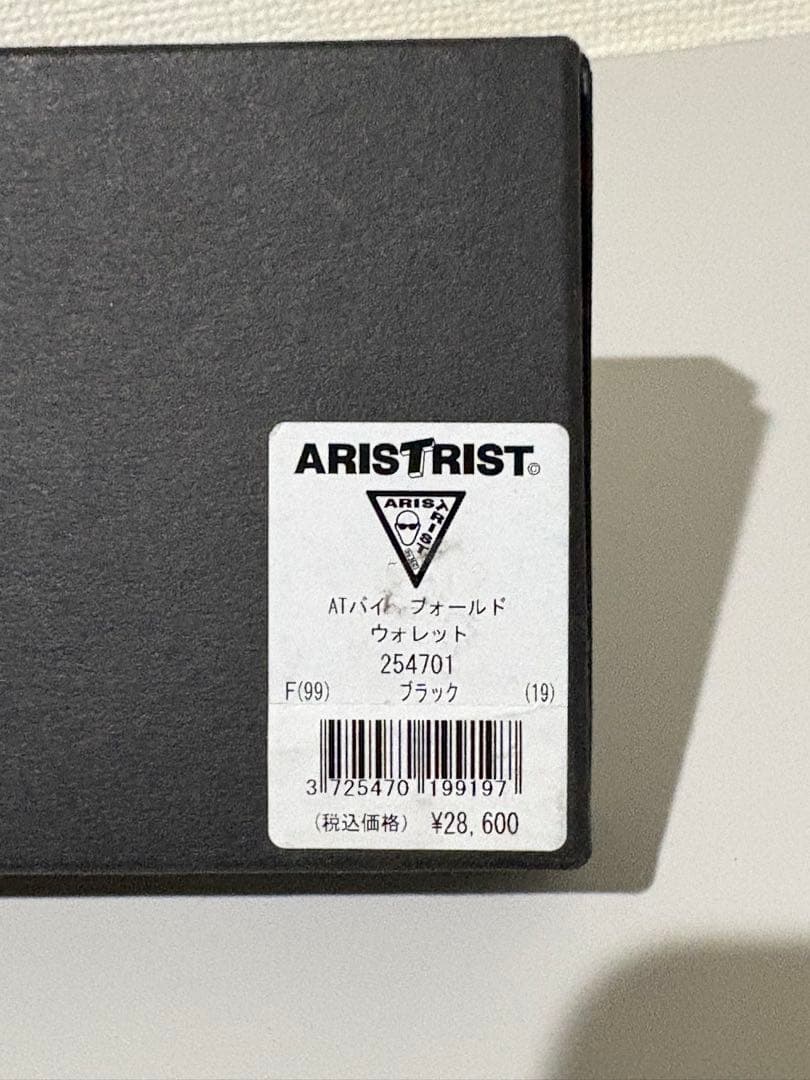 ARISTRIST©
ARIS
TRIST
ATバイ フォールド
ウォレット
254701
F(99) ブラック (19)
3 725470 199197
(税込価格) ¥28,600